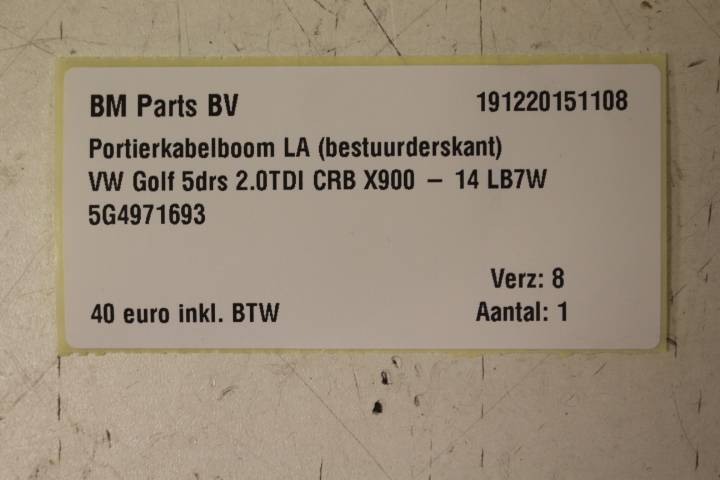 BM Parts BV 191220151108
Portierkabelboom LA (bestuurderskant)
VW Golf 5drs 2.0TDI CRB X900 – 14 LB7W
5G4971693
Verz: 8
40 euro inkl. BTW Aantal: 1